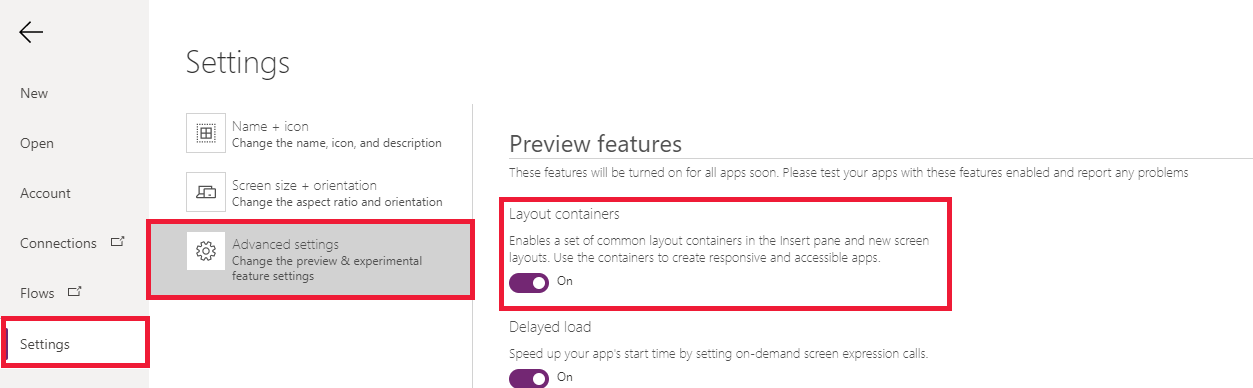 Settings
New
Open
Account
Connections
Flows
Settings
Name + icon
Change the name, icon, and description
Screen size + orientation
Change the aspect ratio and orientation
Advanced settings
Change the preview & experimental
feature settings
Preview features
These features will be turned on for all apps soon. Please test your apps with these features enabled and report any problems
Layout containers
Enables a set of common layout containers in the Insert pane and new screen
layouts. Use the containers to create responsive and accessible apps.
On
Delayed load
Speed up your app's start time by setting on-demand screen expression calls.
On